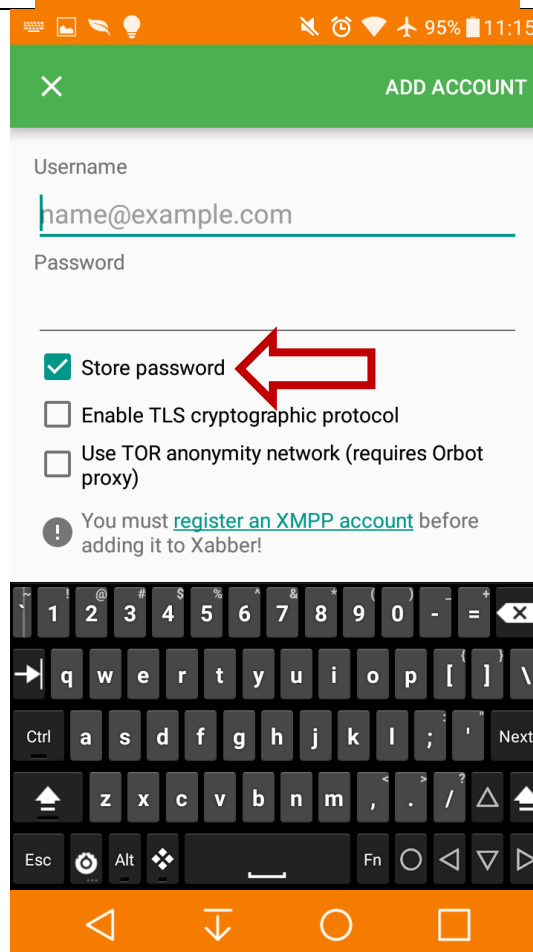 95% 11:15
ADD ACCOUNT
Username
name@example.com
Password
Store password
Enable TLS cryptographic protocol
Use TOR anonymity network (requires Orbot
proxy)
You must register an XMPP account before
adding it to Xabber!
~ ! @ # $ % ^ & * ( ) _ +
` 1 2 3 4 5 6 7 8 9 0 - =
{ }
q w e r t y u i o p [ ] \
: "
Ctrl a s d f g h j k l ; ' Next
< > ?
z x c v b n m , . /
Esc Alt Fn